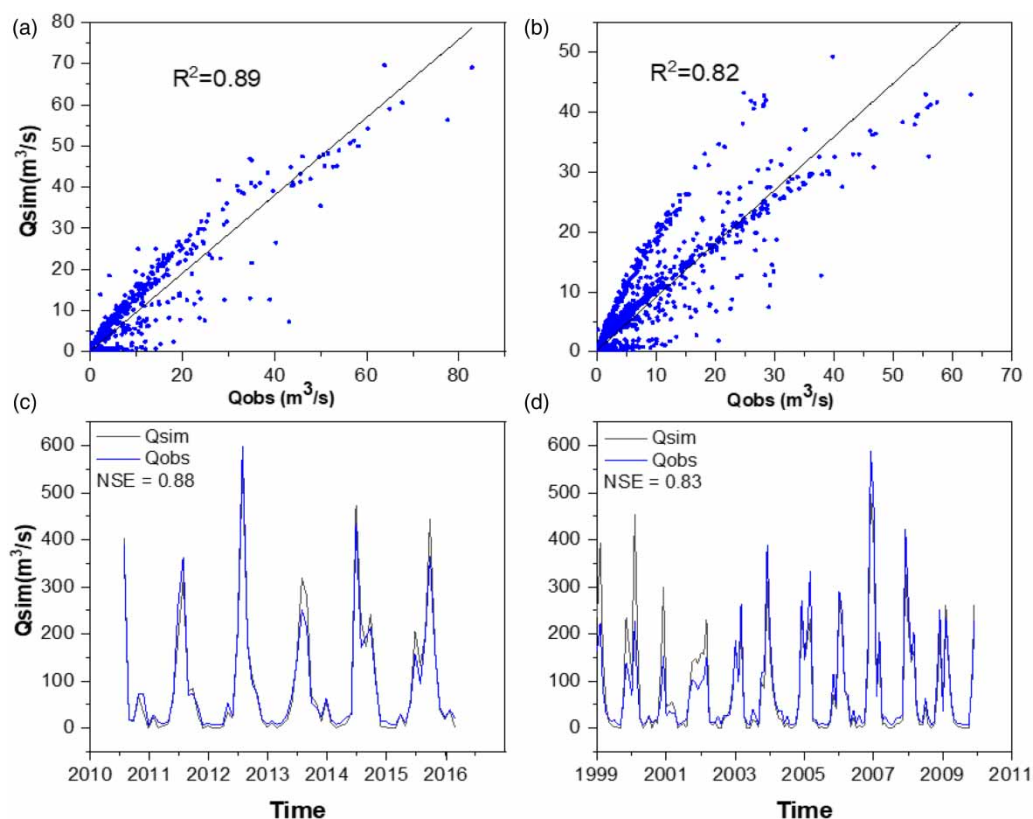 (a)
80
70
60
50
40
30
20
10
0
R²=0.89
Qsim(m³/s)
0 20 40 60 80
Qobs (m³/s)
(b)
50
40
30
20
10
0
R²=0.82
0 10 20 30 40 50 60 70
Qobs (m³/s)
(c)
Qsim
Qobs
NSE = 0.88
600
500
400
300
200
100
0
Qsim(m³/s)
2010 2011 2012 2013 2014 2015 2016
Time
(d)
Qsim
Qobs
NSE = 0.83
600
500
400
300
200
100
0
1999 2001 2003 2005 2007 2009 2011
Time